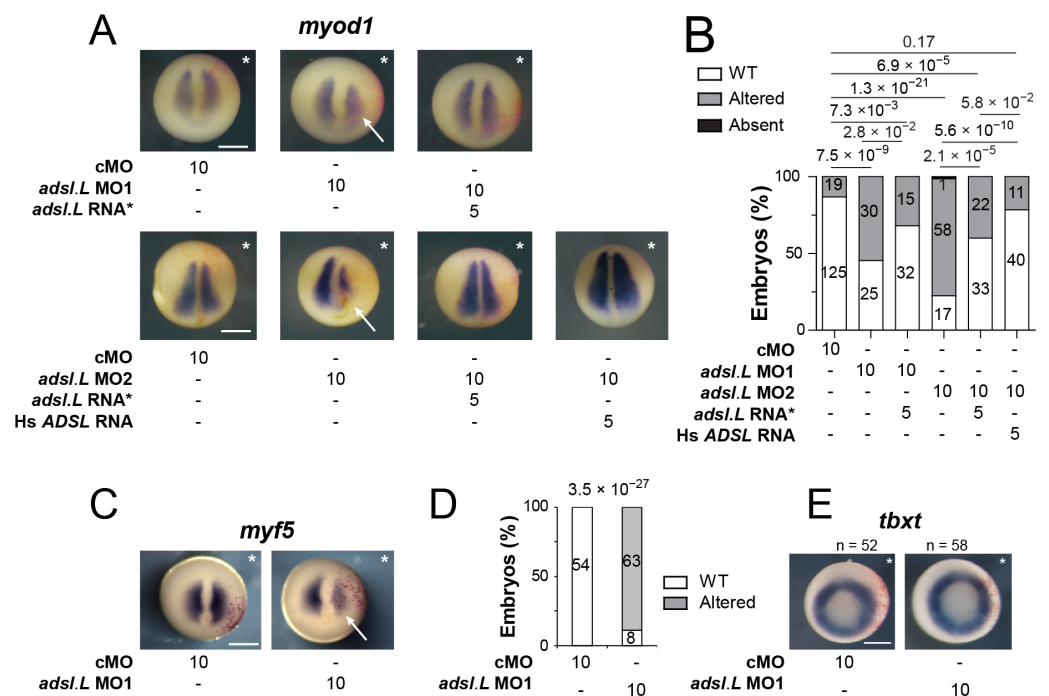 A
myod1
* * *
cMO 10 - -
adsl.L MO1 - 10 10
adsl.L RNA* - - 5
* * * *
cMO 10 - - -
adsl.L MO2 - 10 10 10
adsl.L RNA* - - 5 -
Hs ADSL RNA - - - 5
B
WT
Altered
Absent
0.17
6.9 × 10⁻⁵
1.3 × 10⁻²¹
7.3 ×10⁻³
5.8 × 10⁻²
2.8 × 10⁻²
5.6 × 10⁻¹⁰
7.5 × 10⁻⁹
2.1 × 10⁻⁵
Embryos (%)
100
50
0
19 30 15 1 22 11
58
125 25 32 17 33 40
cMO 10 - - - - -
adsl.L MO1 - 10 10 - - -
adsl.L MO2 - - - 10 10 10
adsl.L RNA* - - 5 - 5 -
Hs ADSL RNA - - - - - 5
C
myf5
* *
cMO 10 -
adsl.L MO1 - 10
D
3.5 × 10⁻²⁷
Embryos (%)
100
50
0
54 63
8
WT
Altered
cMO 10 -
adsl.L MO1 - 10
E
tbxt
n = 52 n = 58
* *
cMO 10 -
adsl.L MO1 - 10